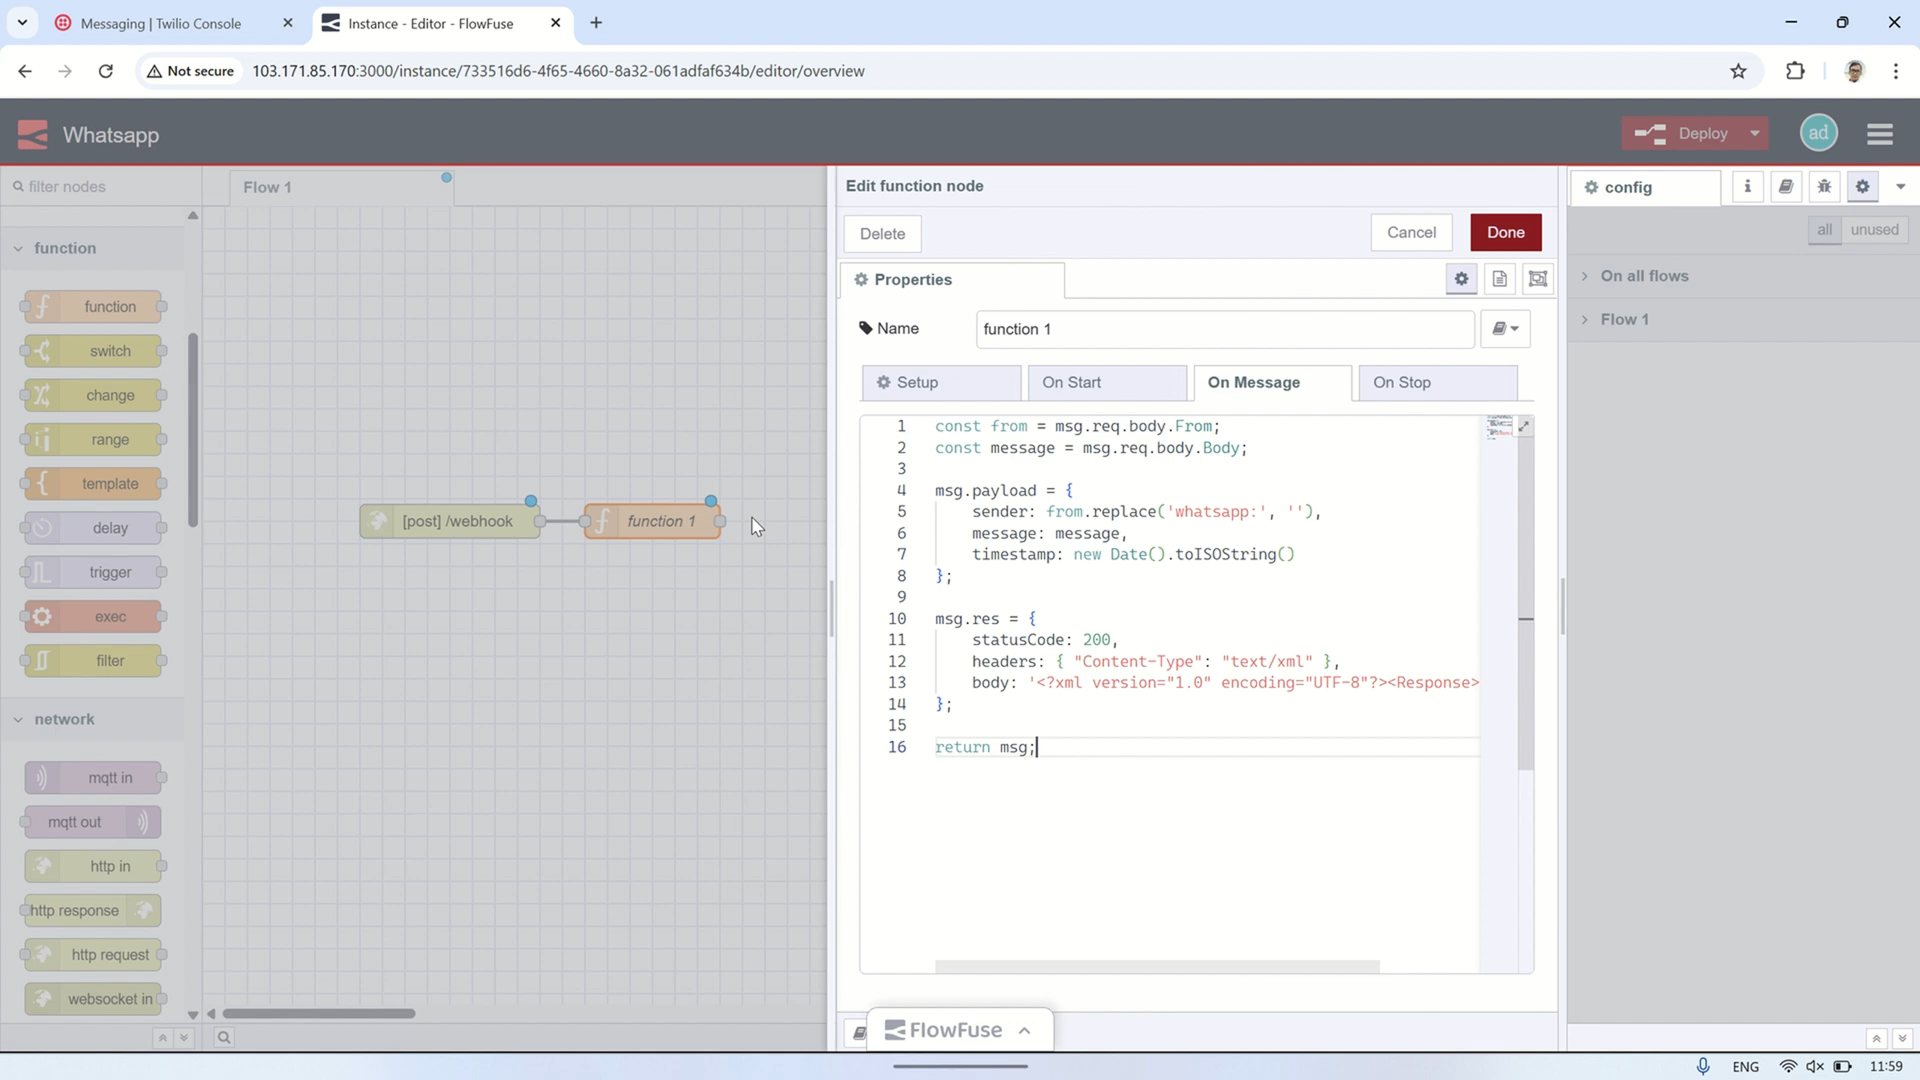 Messaging | Twilio Console
Instance - Editor - FlowFuse
Not secure
103.171.85.170:3000/instance/733516d6-4f65-4660-8a32-061adfaf634b/editor/overview
Whatsapp
Deploy
ad
filter nodes
Flow 1
function
function
switch
change
range
template
delay
trigger
exec
filter
network
mqtt in
mqtt out
http in
http response
http request
websocket in
[post] /webhook
function 1
Edit function node
Delete
Cancel
Done
Properties
Name
function 1
Setup
On Start
On Message
On Stop
1 const from = msg.req.body.From;
2 const message = msg.req.body.Body;
3
4 msg.payload = {
5 sender: from.replace('whatsapp:', ''),
6 message: message,
7 timestamp: new Date().toISOString()
8 };
9
10 msg.res = {
11 statusCode: 200,
12 headers: { "Content-Type": "text/xml" },
13 body: '<?xml version="1.0" encoding="UTF-8"?><Response>
14 };
15
16 return msg;
FlowFuse
config
all
unused
On all flows
Flow 1
ENG
11:59